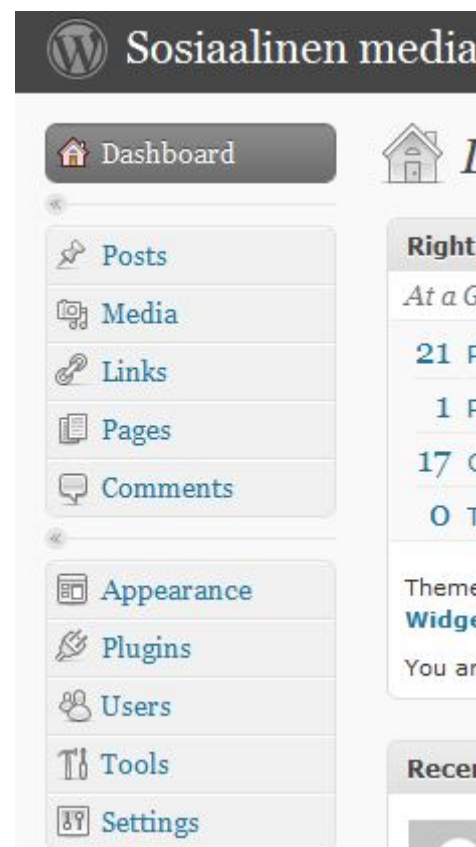 Sosiaalinen media
Dashboard
Posts
Media
Links
Pages
Comments
Appearance
Plugins
Users
Tools
Settings
Right
At a G
21 P
1 P
17 C
0 T
Theme
Widge
You ar
Recen